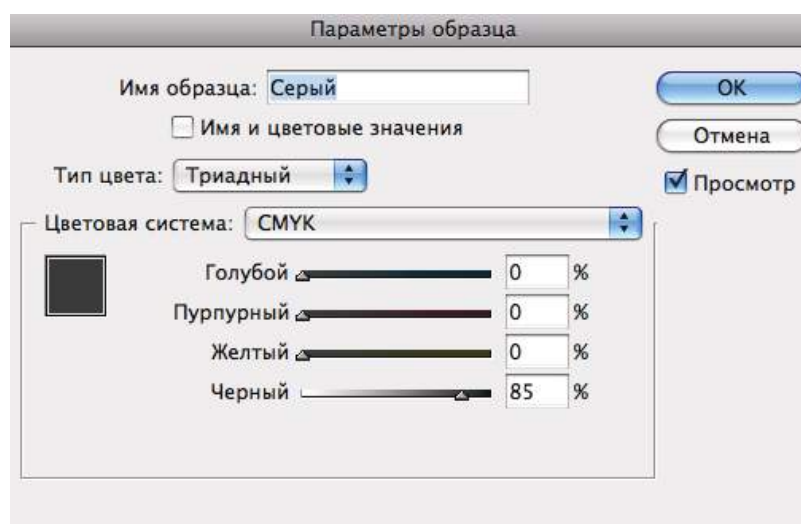 Параметры образца
Имя образца: Серый
OK
Имя и цветовые значения
Отмена
Тип цвета: Триадный
Просмотр
Цветовая система: CMYK
Голубой 0 %
Пурпурный 0 %
Желтый 0 %
Черный 85 %